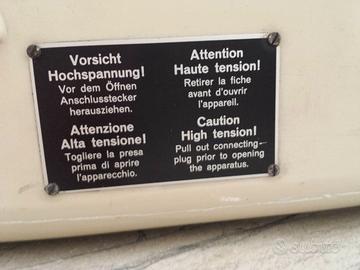 Vorsicht
Hochspannung!
Vor dem Öffnen
Anschlusstecker
herausziehen.
Attention
Haute tension!
Retirer la fiche
avant d'ouvrir
l'appareil.
Attenzione
Alta tensione!
Togliere la presa
prima di aprire
l'apparecchio.
Caution
High tension!
Pull out connecting-
plug prior to opening
the apparatus.
subito.it